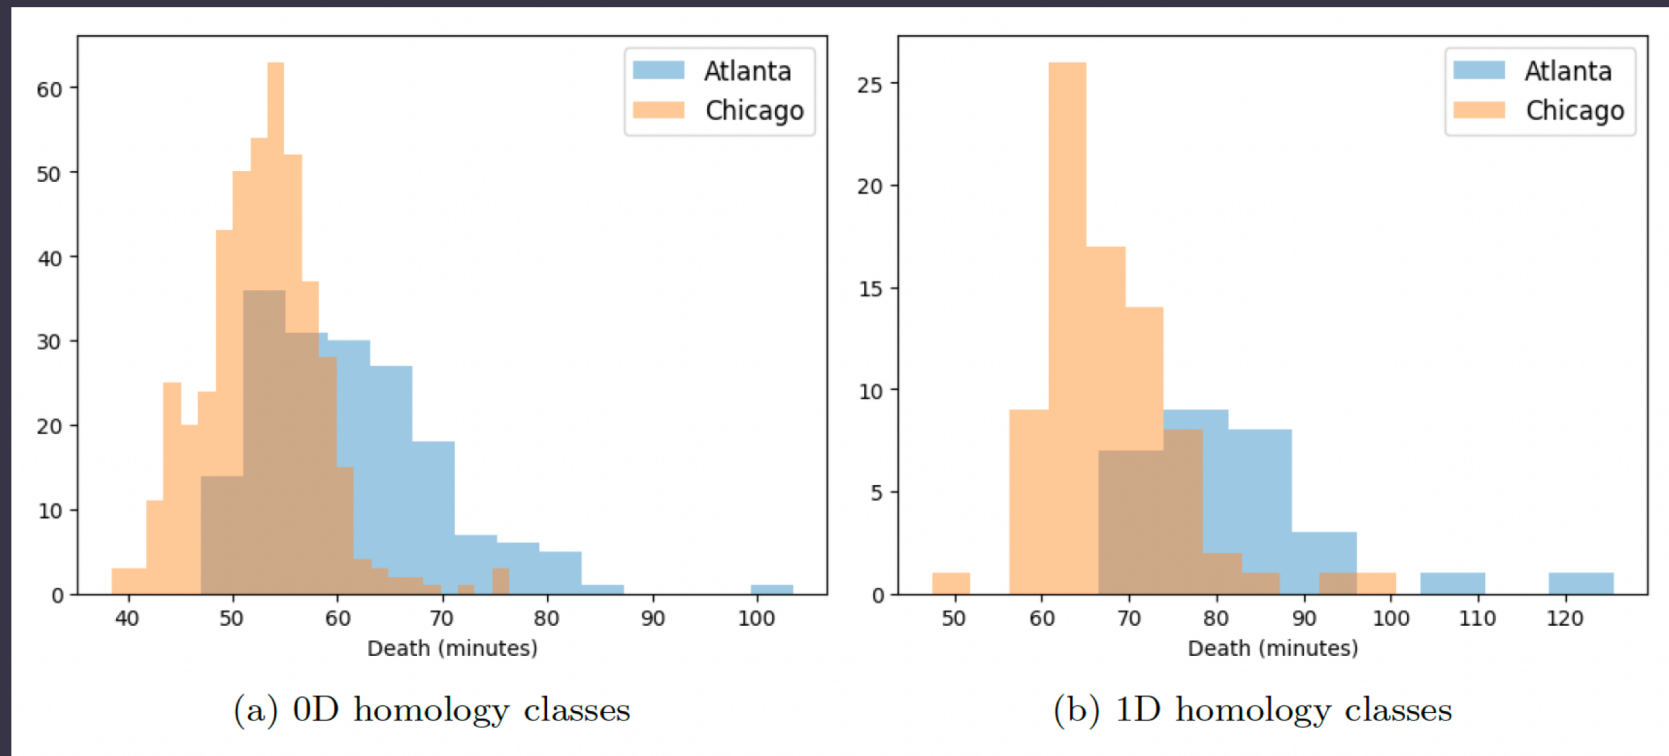 60
50
40
30
20
10
0
40 50 60 70 80 90 100
Death (minutes)
Atlanta
Chicago
(a) 0D homology classes
25
20
15
10
5
0
50 60 70 80 90 100 110 120
Death (minutes)
Atlanta
Chicago
(b) 1D homology classes